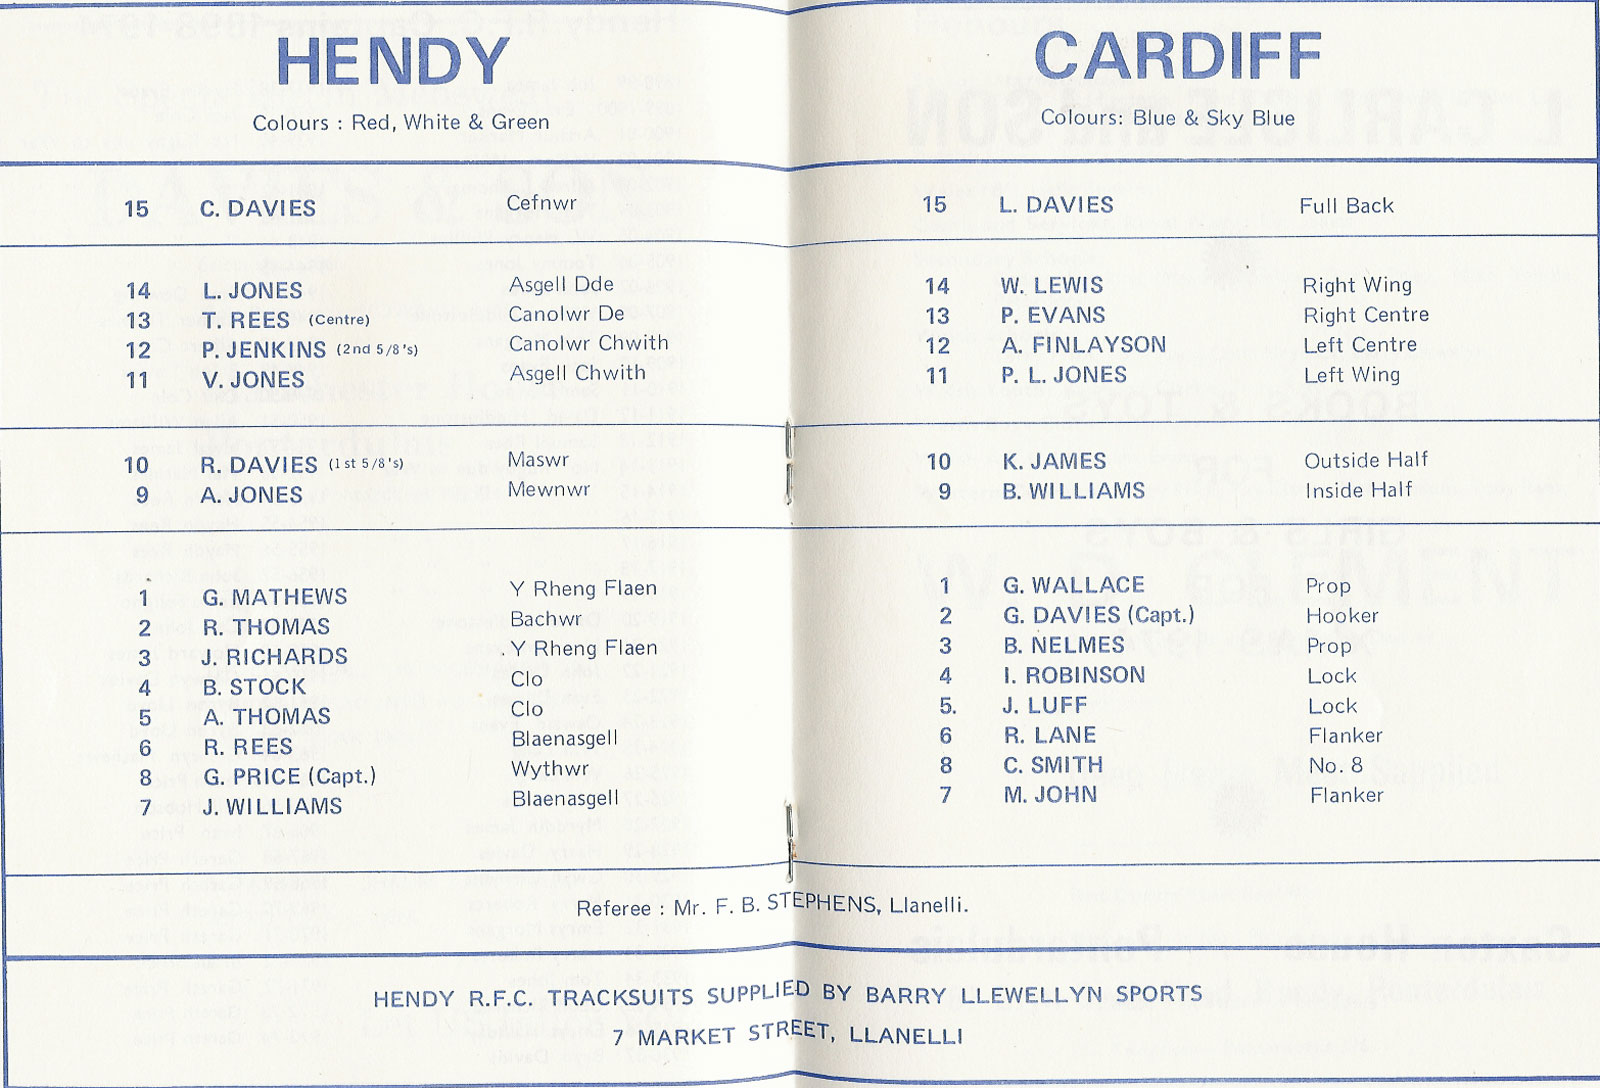 HENDY
Colours : Red, White & Green
15 C. DAVIES Cefnwr
14 L. JONES Asgell Dde
13 T. REES (Centre) Canolwr De
12 P. JENKINS (2nd 5/8's) Canolwr Chwith
11 V. JONES Asgell Chwith
10 R. DAVIES (1st 5/8's) Maswr
9 A. JONES Mewnwr
1 G. MATHEWS Y Rheng Flaen
2 R. THOMAS Bachwr
3 J. RICHARDS Y Rheng Flaen
4 B. STOCK Clo
5 A. THOMAS Clo
6 R. REES Blaenasgell
8 G. PRICE (Capt.) Wythwr
7 J. WILLIAMS Blaenasgell
CARDIFF
Colours: Blue & Sky Blue
15 L. DAVIES Full Back
14 W. LEWIS Right Wing
13 P. EVANS Right Centre
12 A. FINLAYSON Left Centre
11 P. L. JONES Left Wing
10 K. JAMES Outside Half
9 B. WILLIAMS Inside Half
1 G. WALLACE Prop
2 G. DAVIES (Capt.) Hooker
3 B. NELMES Prop
4 I. ROBINSON Lock
5. J. LUFF Lock
6 R. LANE Flanker
8 C. SMITH No. 8
7 M. JOHN Flanker
Referee : Mr. F. B. STEPHENS, Llanelli.
HENDY R.F.C. TRACKSUITS SUPPLIED BY BARRY LLEWELLYN SPORTS
7 MARKET STREET, LLANELLI